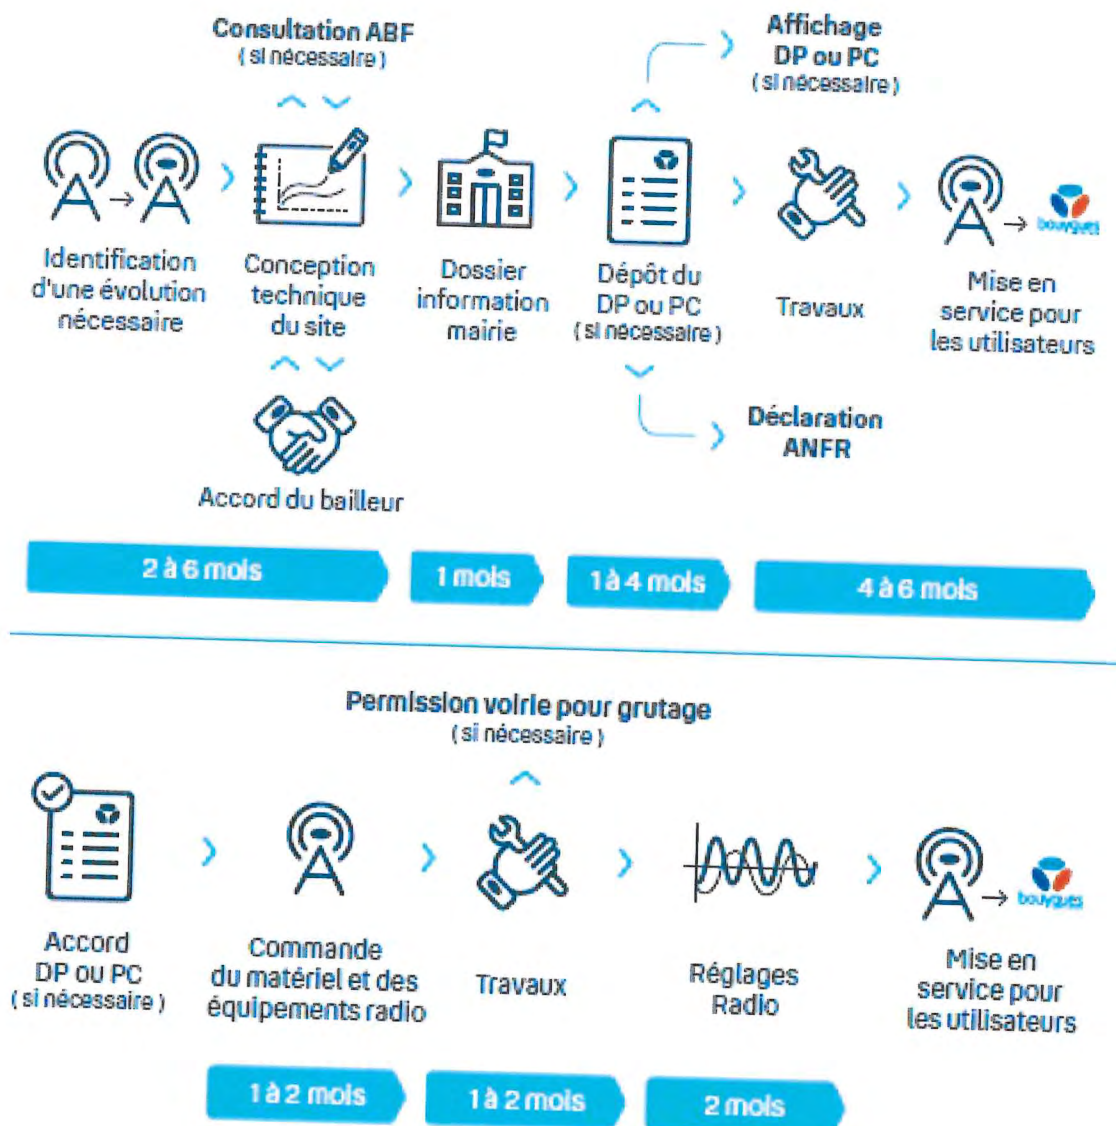 Consultation ABF
( si nécessaire )
Affichage
DP ou PC
( si nécessaire )
Identification
d'une évolution
nécessaire
Conception
technique
du site
Dossier
information
mairie
Dépôt du
DP ou PC
( si nécessaire )
Travaux
bouygues
Mise en
service pour
les utilisateurs
Accord du bailleur
Déclaration
ANFR
2 à 6 mois
1 mois
1 à 4 mois
4 à 6 mois
Permission voirie pour grutage
( si nécessaire )
Accord
DP ou PC
( si nécessaire )
Commande
du matériel et des
équipements radio
Travaux
Réglages
Radio
bouygues
Mise en
service pour
les utilisateurs
1 à 2 mois
1 à 2 mois
2 mois